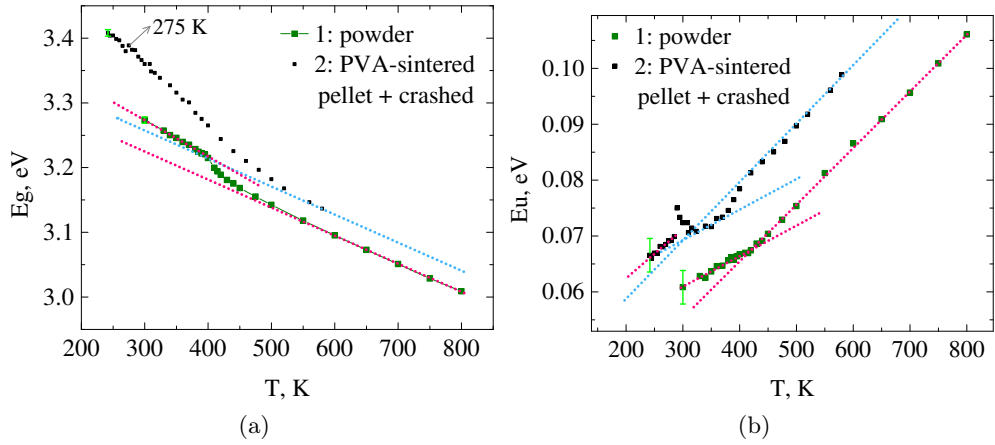 275 K
1: powder
2: PVA-sintered
pellet + crashed
3.4
3.3
3.2
3.1
3.0
Eg, eV
200 300 400 500 600 700 800
T, K
(a)
1: powder
2: PVA-sintered
pellet + crashed
0.10
0.09
0.08
0.07
0.06
Eu, eV
200 300 400 500 600 700 800
T, K
(b)